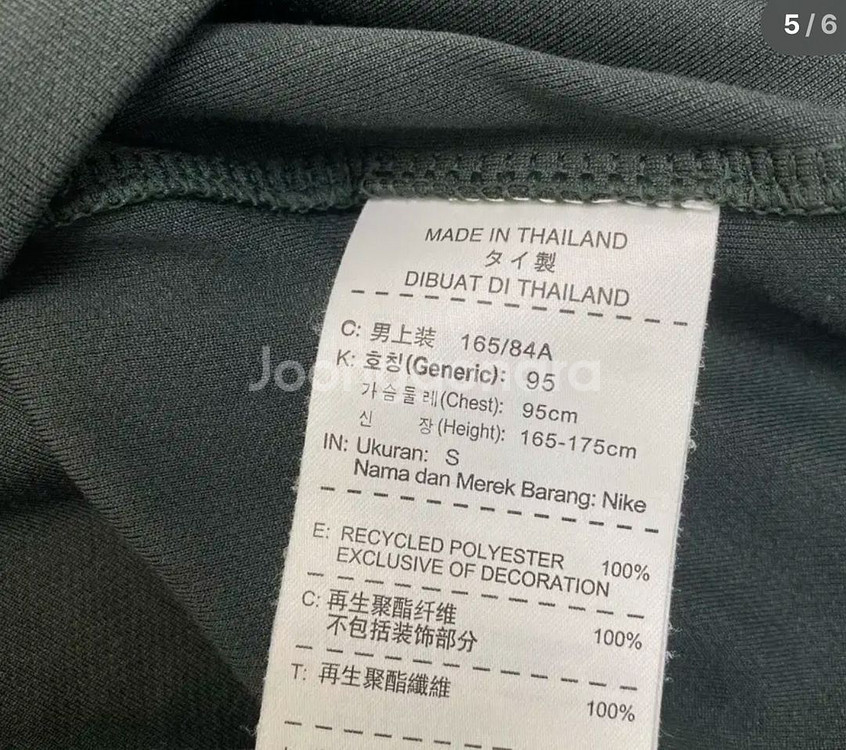 5 / 6
MADE IN THAILAND
タイ製
DIBUAT DI THAILAND
C: 男上装 165/84A
K: 호칭(Generic): 95
가슴둘레(Chest): 95cm
신 장(Height): 165-175cm
IN: Ukuran: S
Nama dan Merek Barang: Nike
E: RECYCLED POLYESTER 100%
EXCLUSIVE OF DECORATION
C: 再生聚酯纤维 100%
不包括装饰部分
T: 再生聚酯纖維 100%